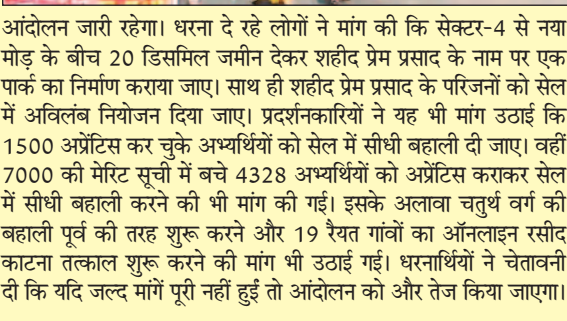 आंदोलन जारी रहेगा। धरना दे रहे लोगों ने मांग की कि सेक्टर-4 से नया
मोड़ के बीच 20 डिसमिल जमीन देकर शहीद प्रेम प्रसाद के नाम पर एक
पार्क का निर्माण कराया जाए। साथ ही शहीद प्रेम प्रसाद के परिजनों को सेल
में अविलंब नियोजन दिया जाए। प्रदर्शनकारियों ने यह भी मांग उठाई कि
1500 अप्रेंटिस कर चुके अभ्यर्थियों को सेल में सीधी बहाली दी जाए। वहीं
7000 की मेरिट सूची में बचे 4328 अभ्यर्थियों को अप्रेंटिस कराकर सेल
में सीधी बहाली करने की भी मांग की गई। इसके अलावा चतुर्थ वर्ग की
बहाली पूर्व की तरह शुरू करने और 19 रैयत गांवों का ऑनलाइन रसीद
काटना तत्काल शुरू करने की मांग भी उठाई गई। धरनार्थियों ने चेतावनी
दी कि यदि जल्द मांगें पूरी नहीं हुईं तो आंदोलन को और तेज किया जाएगा।